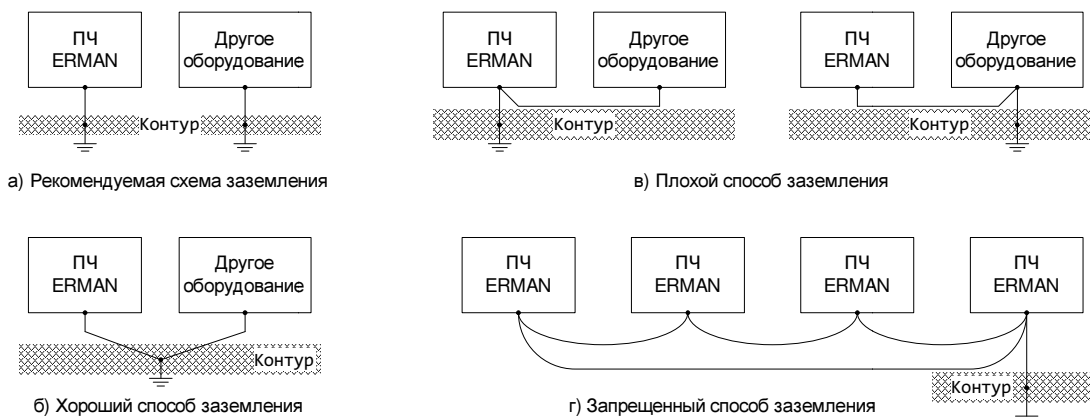 ПЧ
ERMAN
Другое
оборудование
Контур
а) Рекомендуемая схема заземления
ПЧ
ERMAN
Другое
оборудование
Контур
ПЧ
ERMAN
Другое
оборудование
Контур
в) Плохой способ заземления
ПЧ
ERMAN
Другое
оборудование
Контур
б) Хороший способ заземления
ПЧ
ERMAN
ПЧ
ERMAN
ПЧ
ERMAN
ПЧ
ERMAN
Контур
г) Запрещенный способ заземления